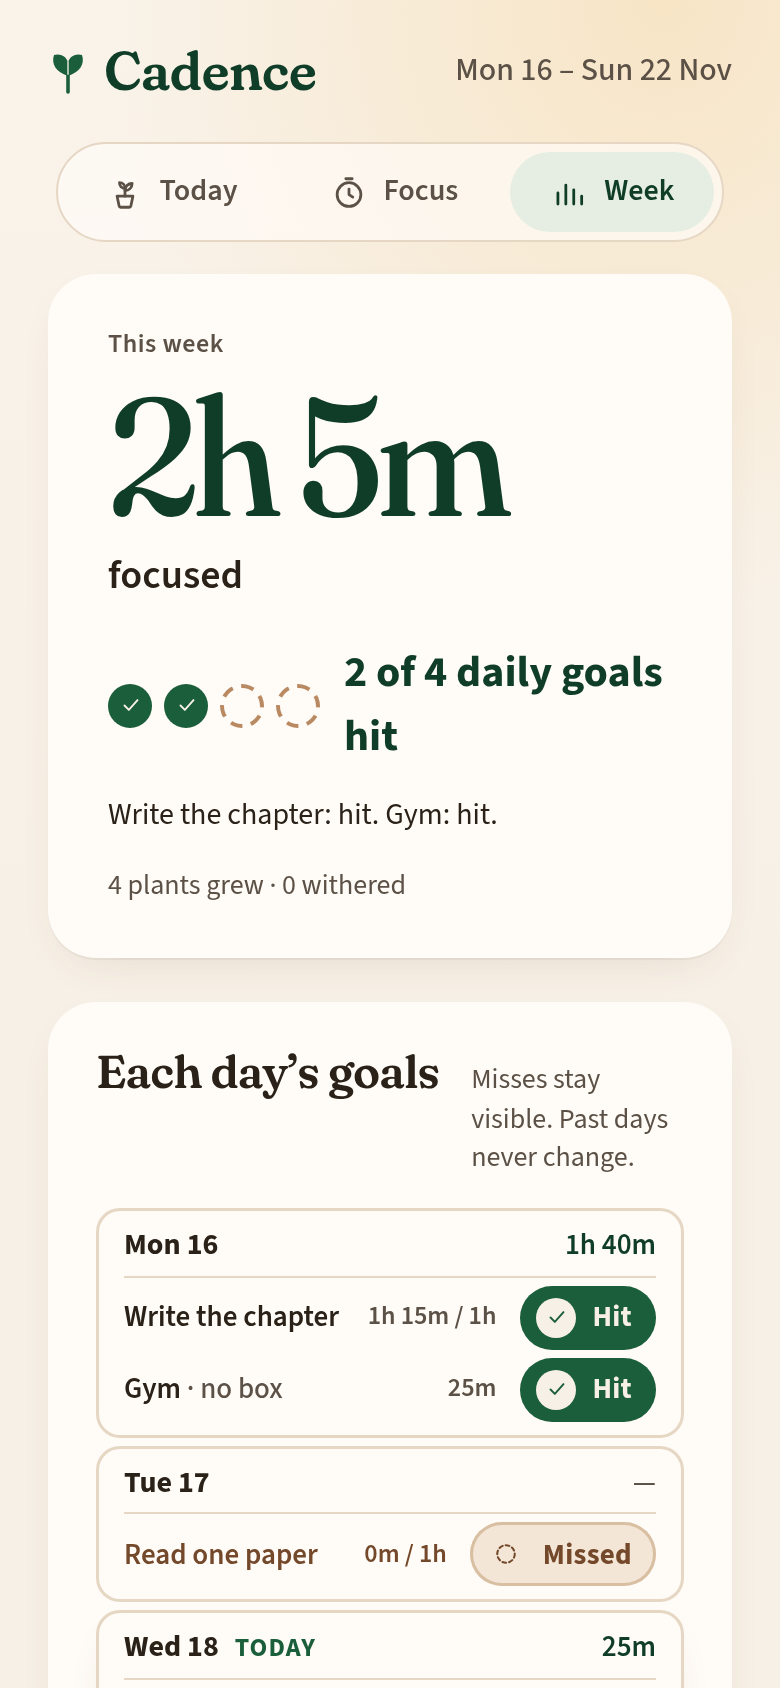 Cadence
Mon 16 – Sun 22 Nov
Today
Focus
Week
This week
2h 5m
focused
2 of 4 daily goals
hit
Write the chapter: hit. Gym: hit.
4 plants grew · 0 withered
Each day’s goals
Misses stay
visible. Past days
never change.
Mon 16 1h 40m
Write the chapter 1h 15m / 1h Hit
Gym · no box 25m Hit
Tue 17 —
Read one paper 0m / 1h Missed
Wed 18 TODAY 25m